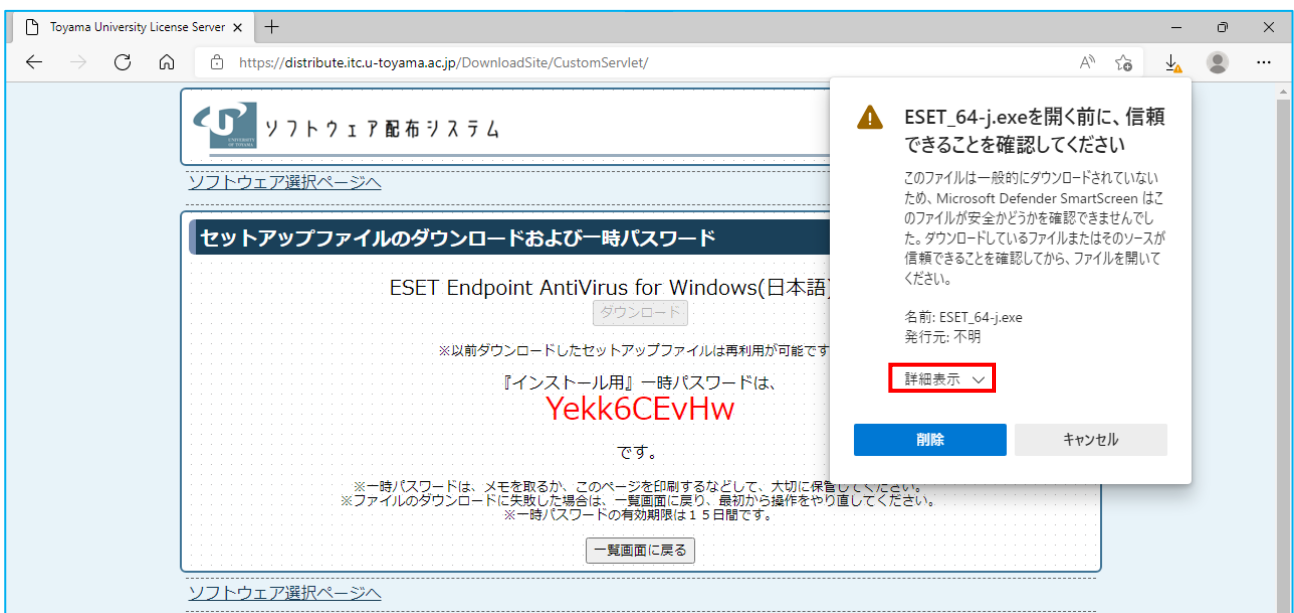 Toyama University License Server
https://distribute.itc.u-toyama.ac.jp/DownloadSite/CustomServlet/
ソフトウェア配布システム
ソフトウェア選択ページへ
セットアップファイルのダウンロードおよび一時パスワード
ESET Endpoint AntiVirus for Windows(日本語)
ダウンロード
※以前ダウンロードしたセットアップファイルは再利用が可能です
『インストール用』一時パスワードは、
Yekk6CEvHw
です。
※一時パスワードは、メモを取るか、このページを印刷するなどして、大切に保管してください。
※ファイルのダウンロードに失敗した場合は、一覧画面に戻り、最初から操作をやり直してください。
※一時パスワードの有効期限は15日間です。
一覧画面に戻る
ソフトウェア選択ページへ
ESET_64-j.exeを開く前に、信頼
できることを確認してください
このファイルは一般的にダウンロードされていない
ため、Microsoft Defender SmartScreen はこ
のファイルが安全かどうかを確認できませんでし
た。ダウンロードしているファイルまたはそのソースが
信頼できることを確認してから、ファイルを開いて
ください。
名前: ESET_64-j.exe
発行元: 不明
詳細表示
削除
キャンセル